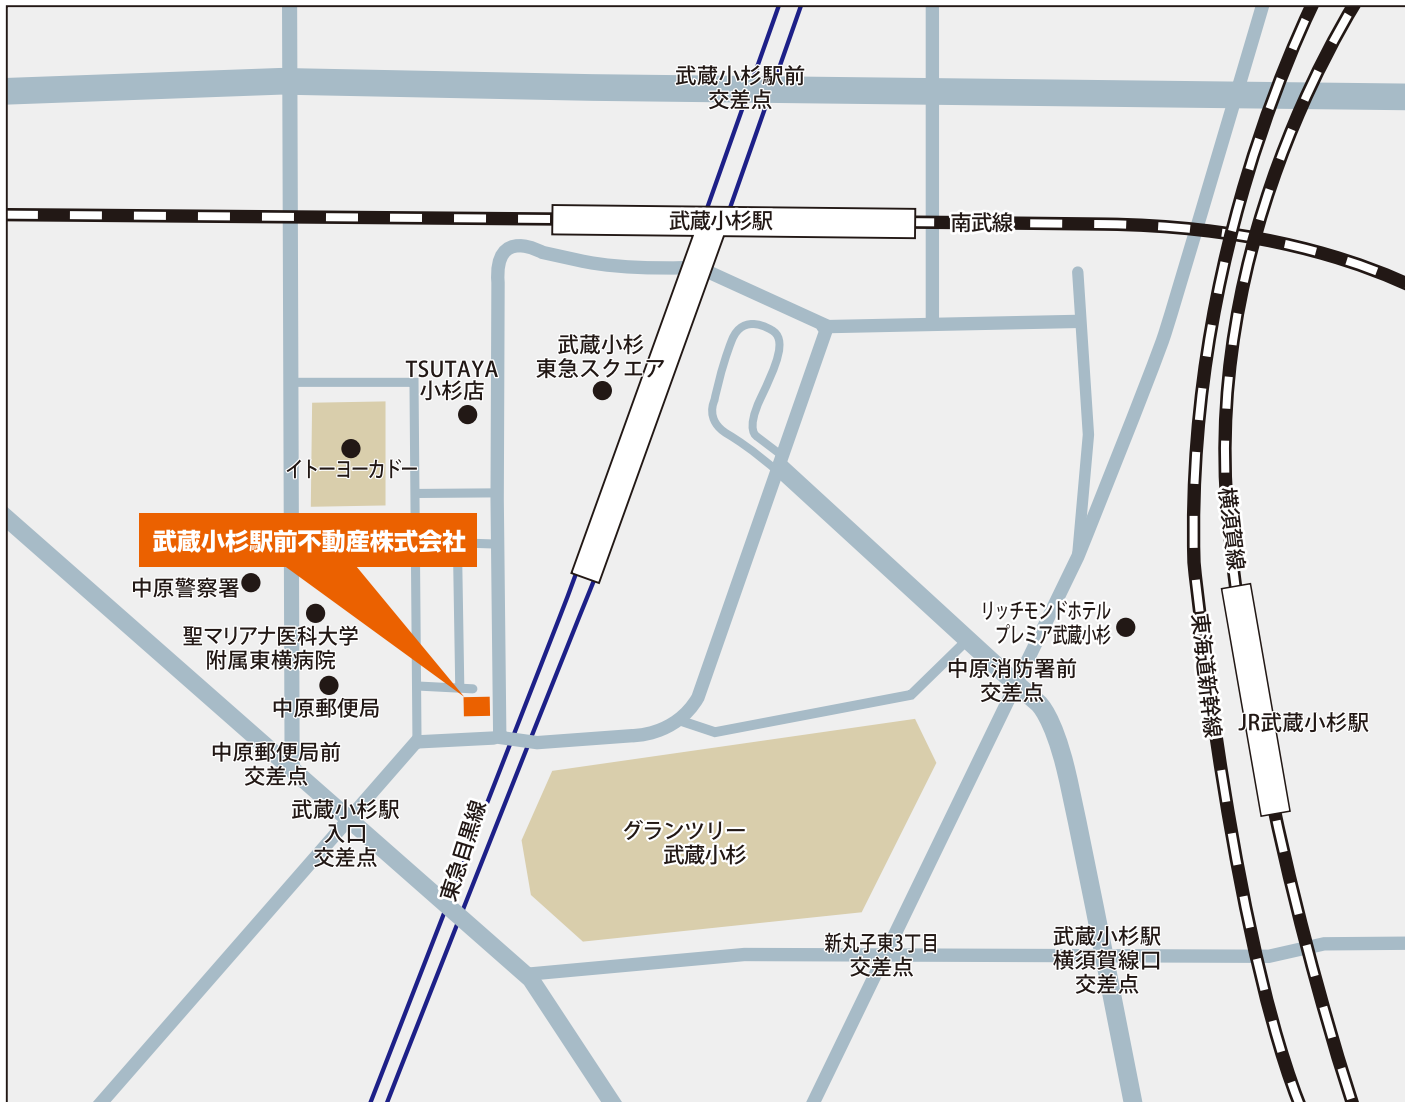 武蔵小杉駅前
交差点
武蔵小杉駅
南武線
武蔵小杉
東急スクエア
TSUTAYA
小杉店
イトーヨーカドー
横須賀線
武蔵小杉駅前不動産株式会社
中原警察署
聖マリアナ医科大学
附属東横病院
中原郵便局
リッチモンドホテル
プレミア武蔵小杉
東海道新幹線
中原消防署前
交差点
JR武蔵小杉駅
中原郵便局前
交差点
武蔵小杉駅
入口
交差点
東急目黒線
グランツリー
武蔵小杉
新丸子東3丁目
交差点
武蔵小杉駅
横須賀線口
交差点